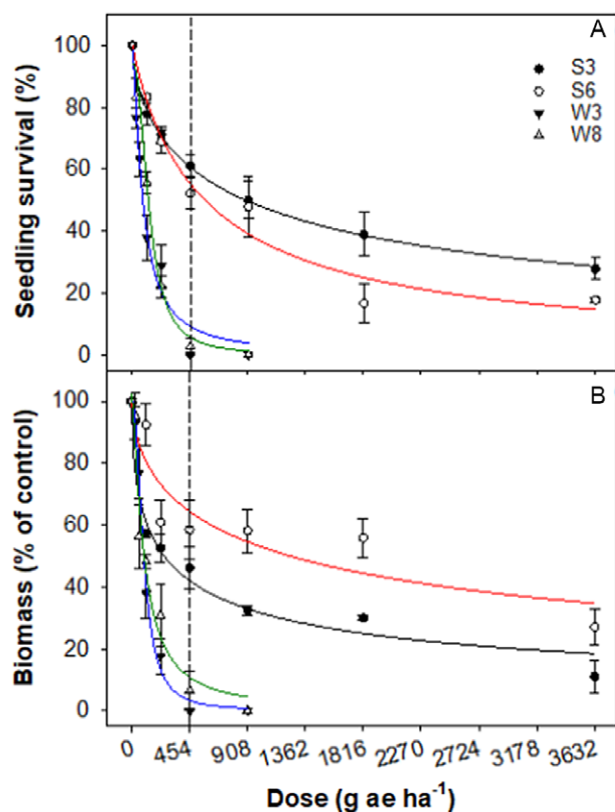 A
100
80
60
40
20
0
Seedling survival (%)
S3
S6
W3
W8
B
100
80
60
40
20
0
Biomass (% of control)
0 454 908 1362 1816 2270 2724 3178 3632
Dose (g ae ha⁻¹)